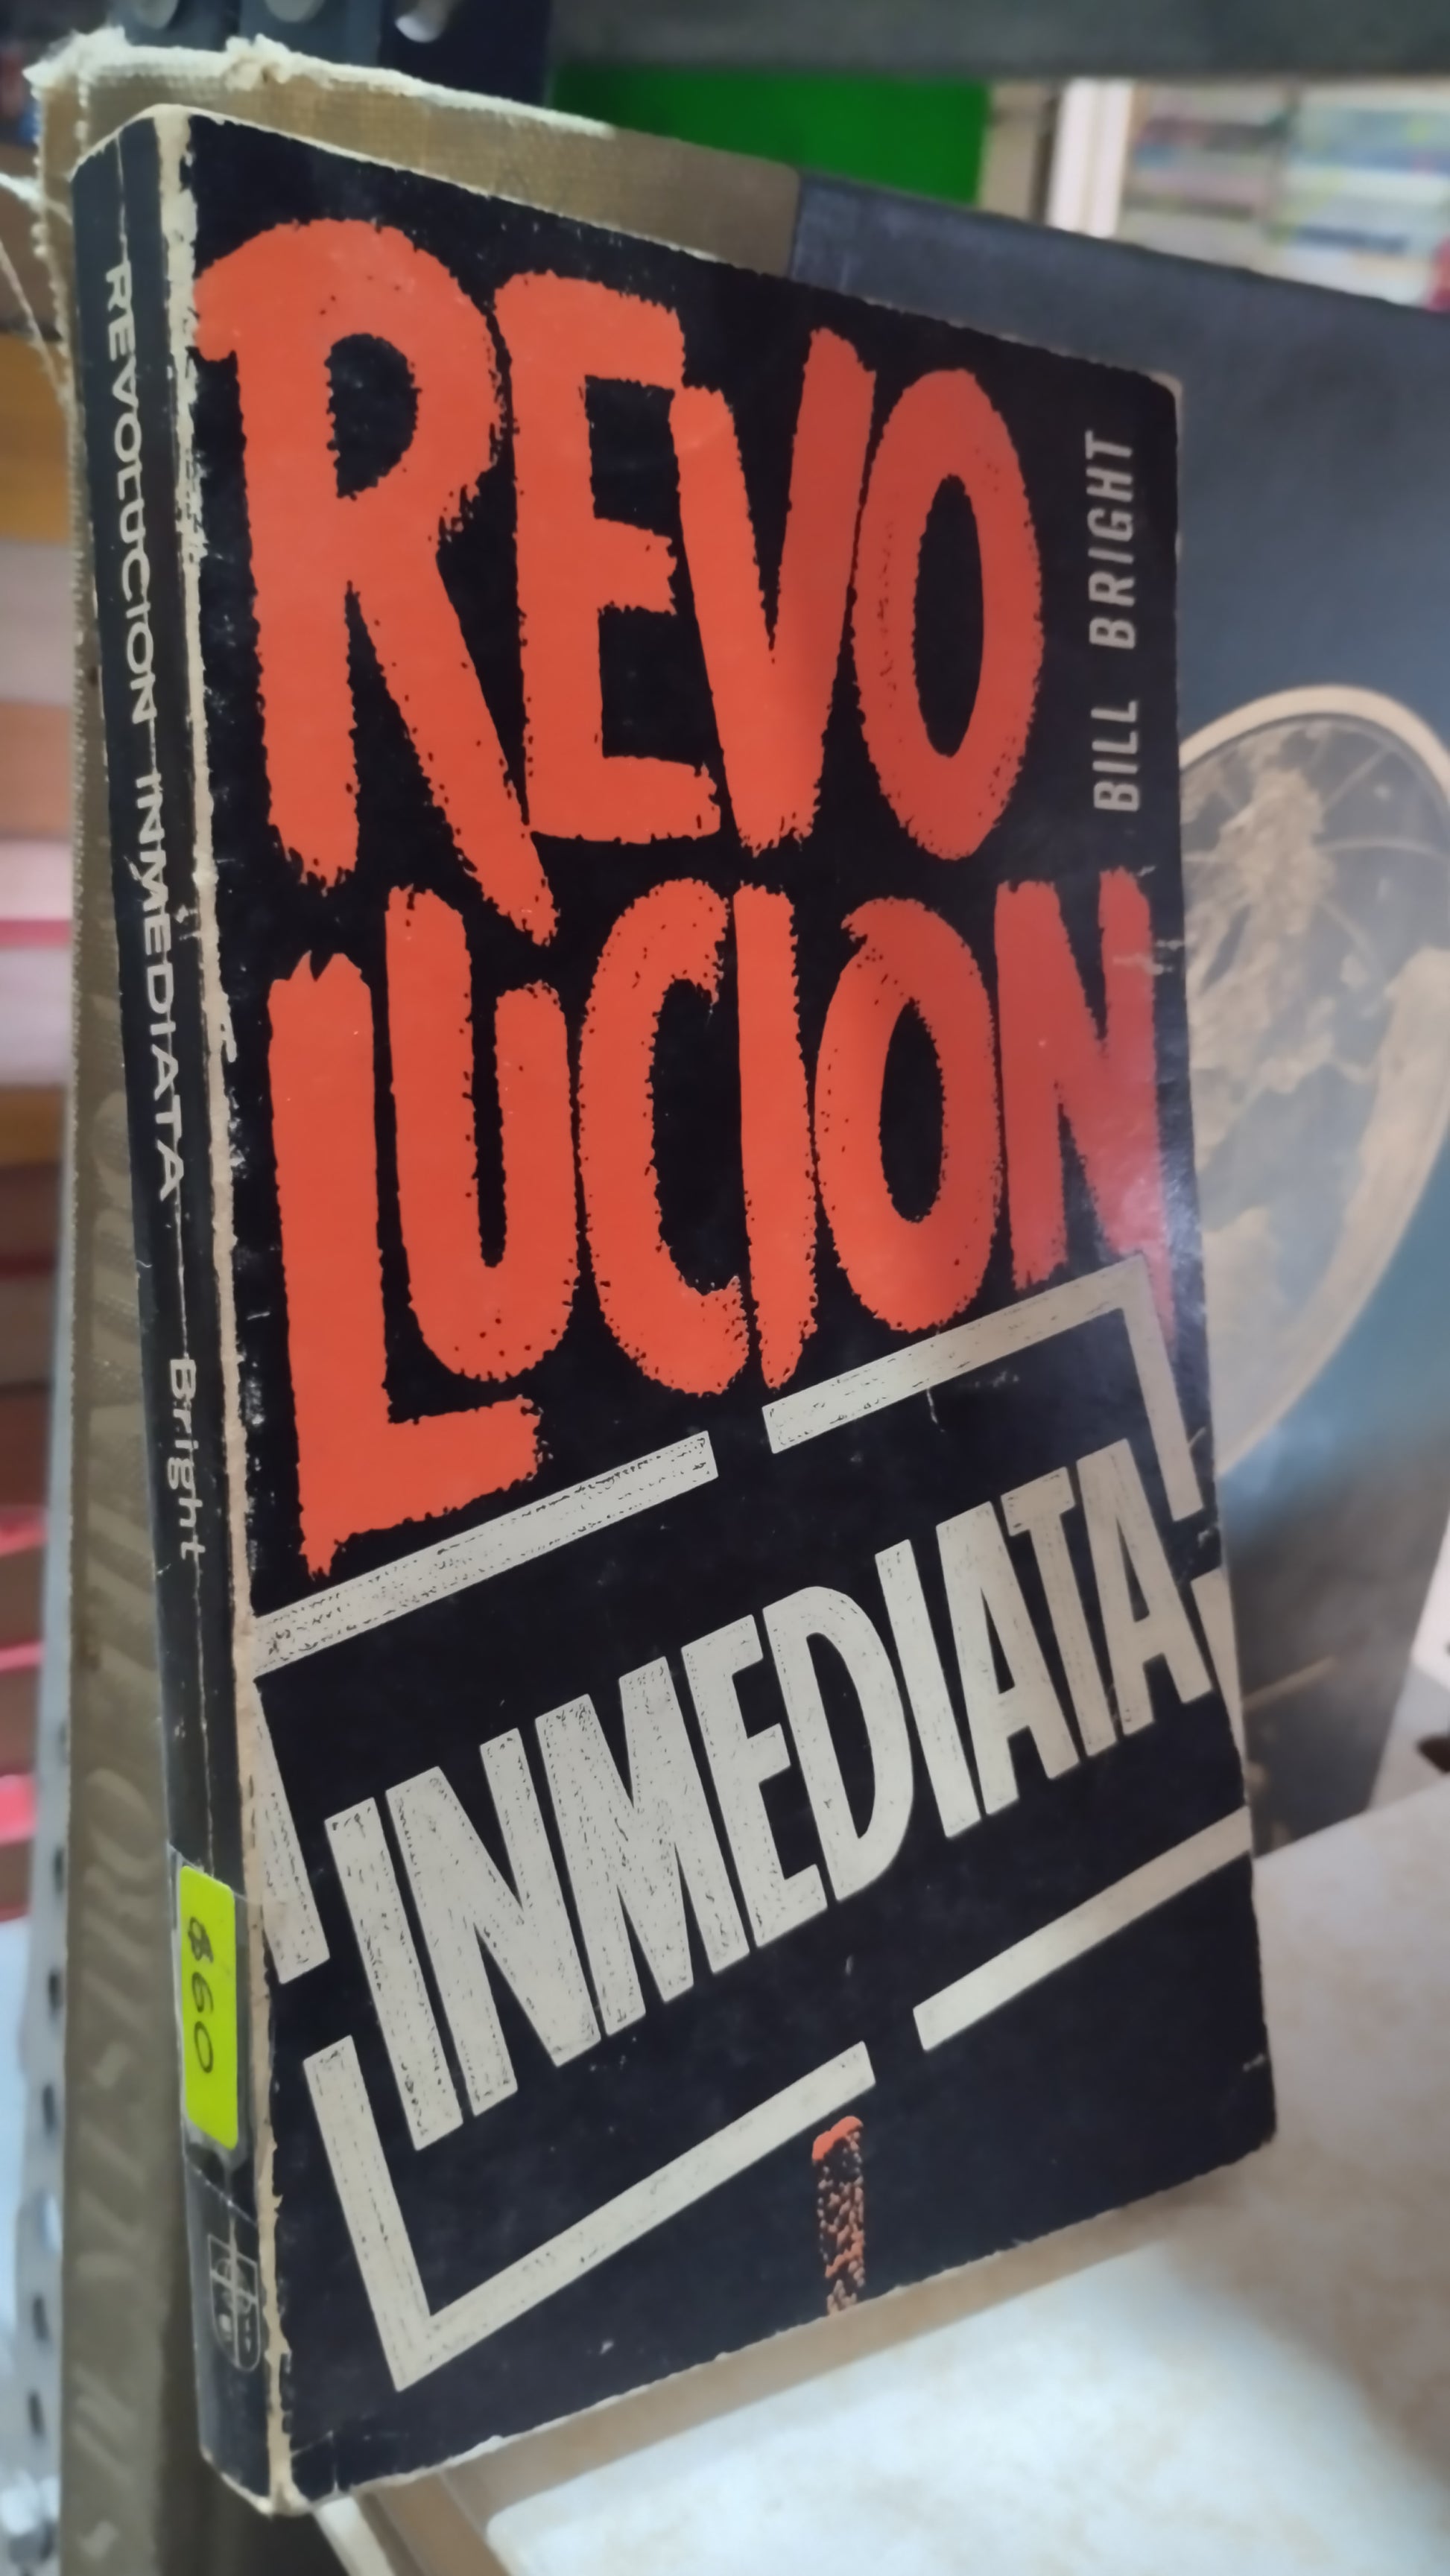 REVO
LUCION
BILL BRIGHT
INMEDIATA
REVOLUCION INMEDIATA Bright
$60